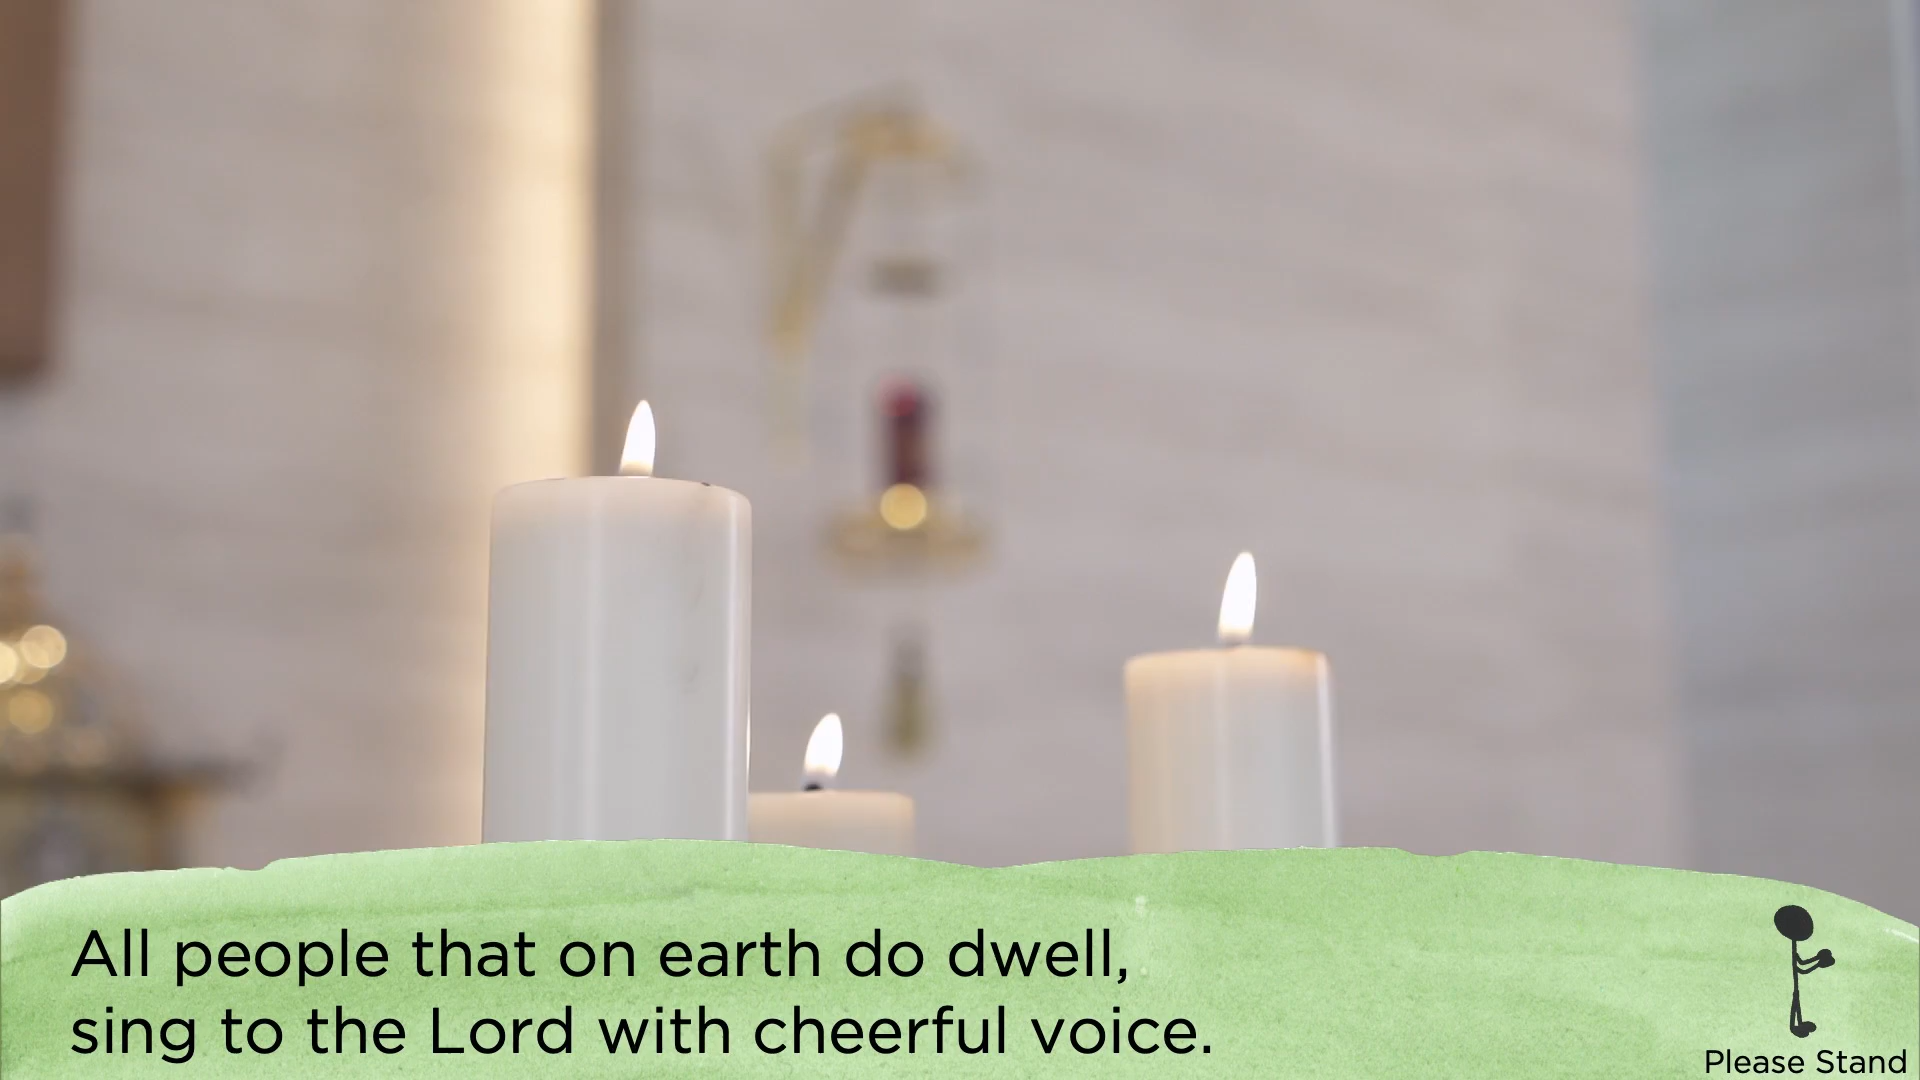 All people that on earth do dwell,
sing to the Lord with cheerful voice.
Please Stand